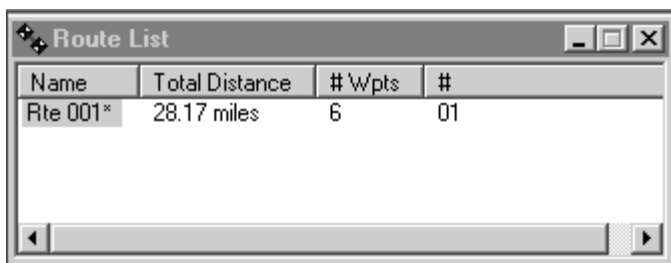 Route List
Name Total Distance # Wpts #
Rte 001* 28.17 miles 6 01